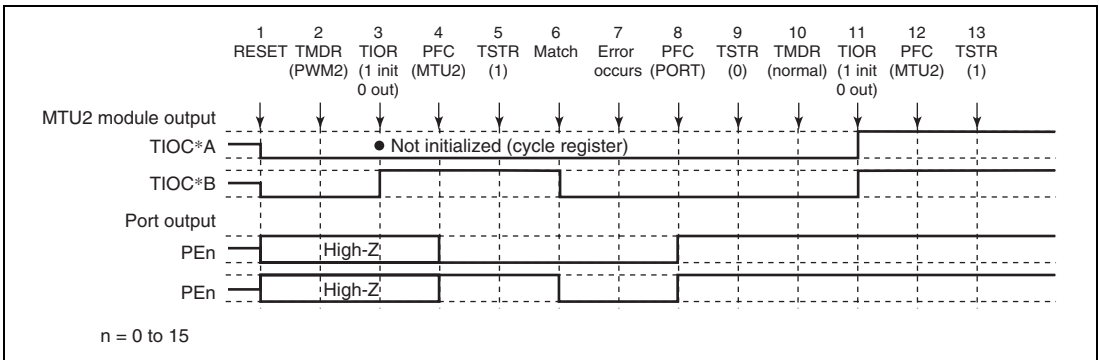 1 2 3 4 5 6 7 8 9 10 11 12 13
RESET TMDR TIOR PFC TSTR Match Error PFC TSTR TMDR TIOR PFC TSTR
(PWM2) (1 init (MTU2) (1) occurs (PORT) (0) (normal) (1 init (MTU2) (1)
0 out) 0 out)
MTU2 module output
TIOC*A ● Not initialized (cycle register)
TIOC*B
Port output
PEn High-Z
PEn High-Z
n = 0 to 15